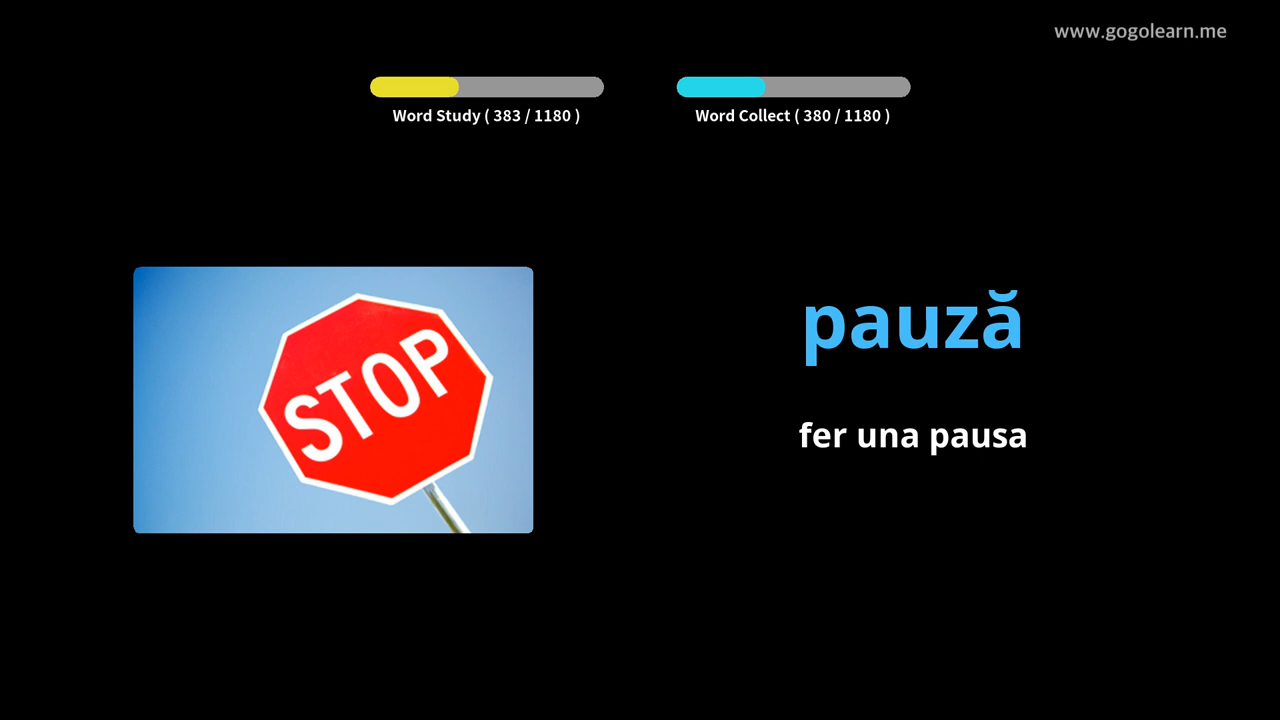 www.gogolearn.me
Word Study ( 383 / 1180 )
Word Collect ( 380 / 1180 )
STOP
pauză
fer una pausa